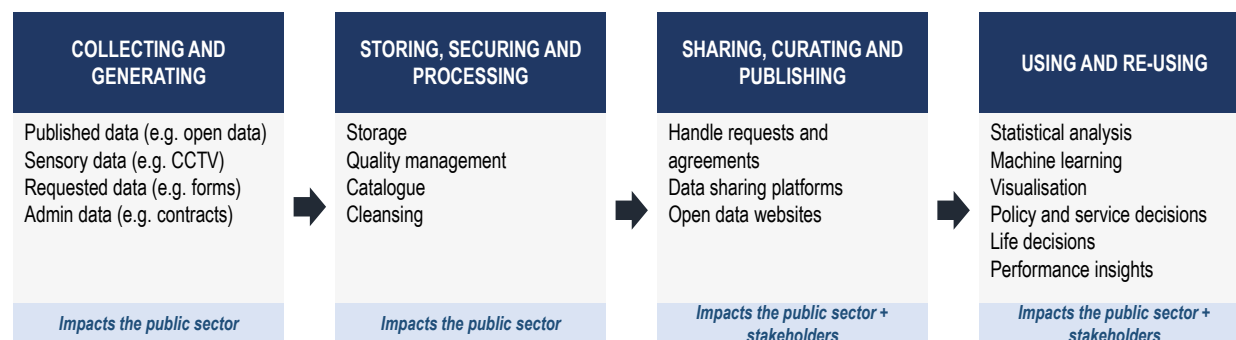 COLLECTING AND
GENERATING
Published data (e.g. open data)
Sensory data (e.g. CCTV)
Requested data (e.g. forms)
Admin data (e.g. contracts)
Impacts the public sector
STORING, SECURING AND
PROCESSING
Storage
Quality management
Catalogue
Cleansing
Impacts the public sector
SHARING, CURATING AND
PUBLISHING
Handle requests and
agreements
Data sharing platforms
Open data websites
Impacts the public sector +
stakeholders
USING AND RE-USING
Statistical analysis
Machine learning
Visualisation
Policy and service decisions
Life decisions
Performance insights
Impacts the public sector +
stakeholders